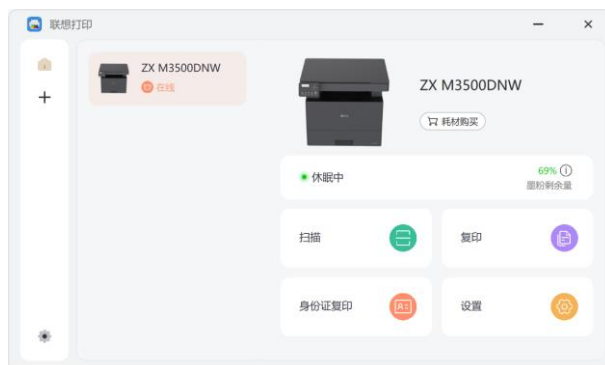 联想打印
ZX M3500DNW
在线
ZX M3500DNW
耗材购买
休眠中
69%
墨粉剩余量
扫描
复印
身份证复印
设置